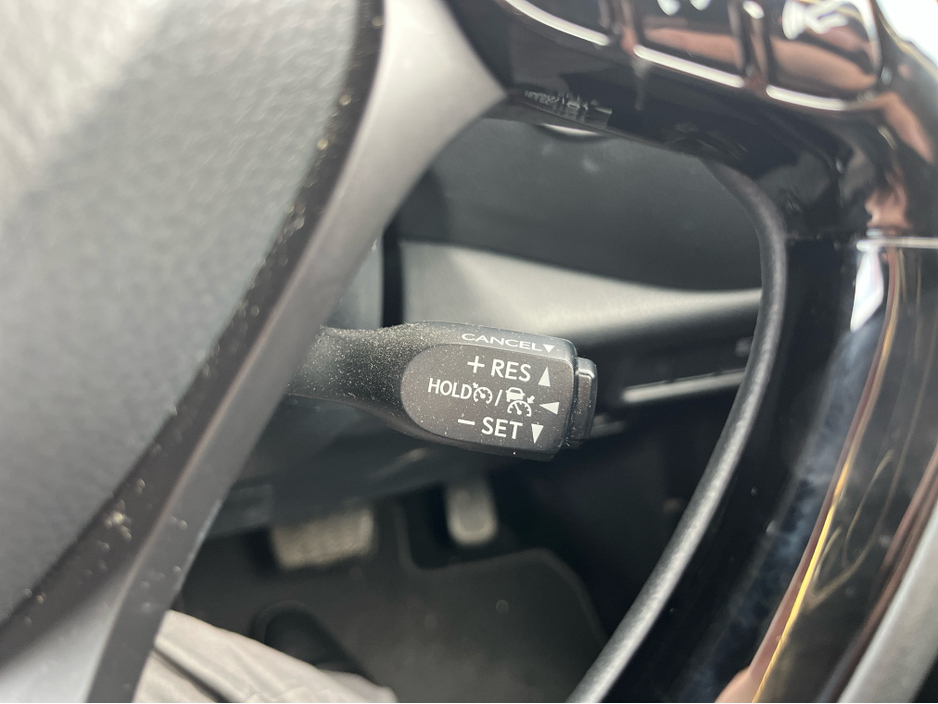 CANCEL▼
+ RES ▲
HOLD / ◀
− SET ▼